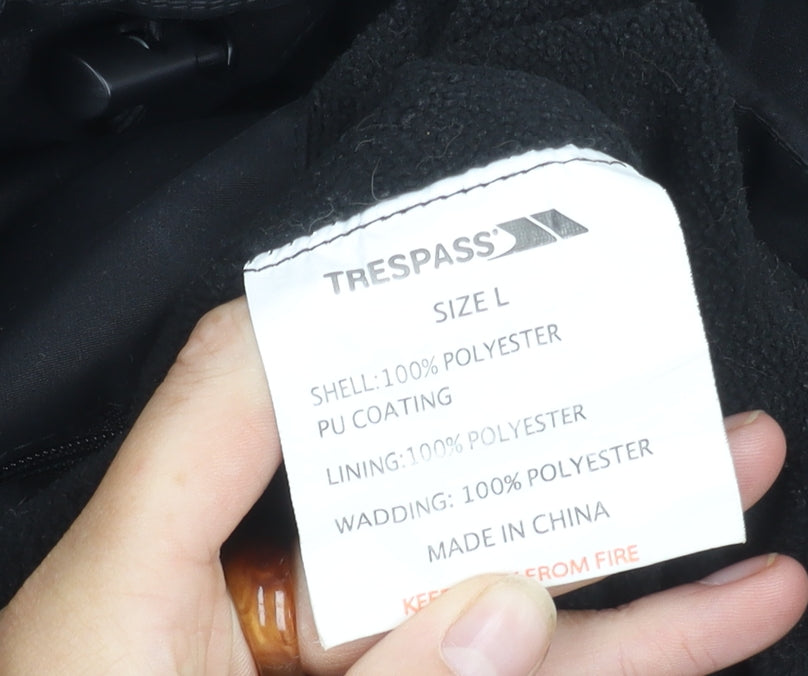 TRESPASS
SIZE L
SHELL:100% POLYESTER
PU COATING
LINING:100% POLYESTER
WADDING: 100% POLYESTER
MADE IN CHINA
FROM FIRE